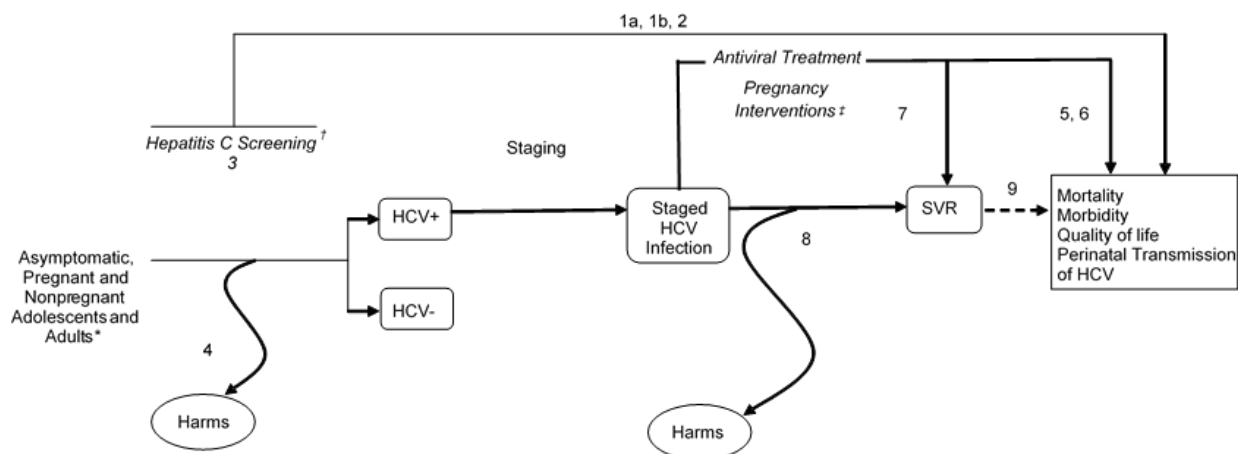 1a, 1b, 2
Antiviral Treatment
Pregnancy
Interventions‡
7
5, 6
Hepatitis C Screening†
3
Staging
HCV+
Staged
HCV
Infection
SVR
9
Mortality
Morbidity
Quality of life
Perinatal Transmission
of HCV
8
Asymptomatic,
Pregnant and
Nonpregnant
Adolescents and
Adults*
HCV-
4
Harms
Harms